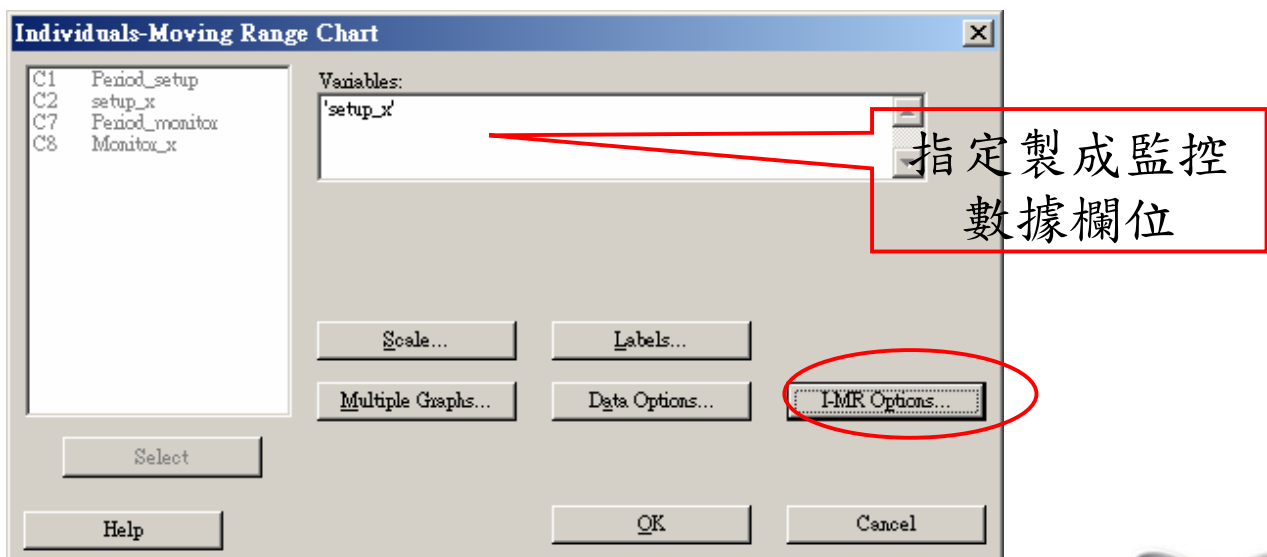 Individuals-Moving Range Chart
C1 Period_setup
C2 setup_x
C7 Period_monitor
C8 Monitor_x
Variables:
'setup_x'
指定製成監控
數據欄位
Scale...
Labels...
Multiple Graphs...
Data Options...
I-MR Options...
Select
Help
OK
Cancel